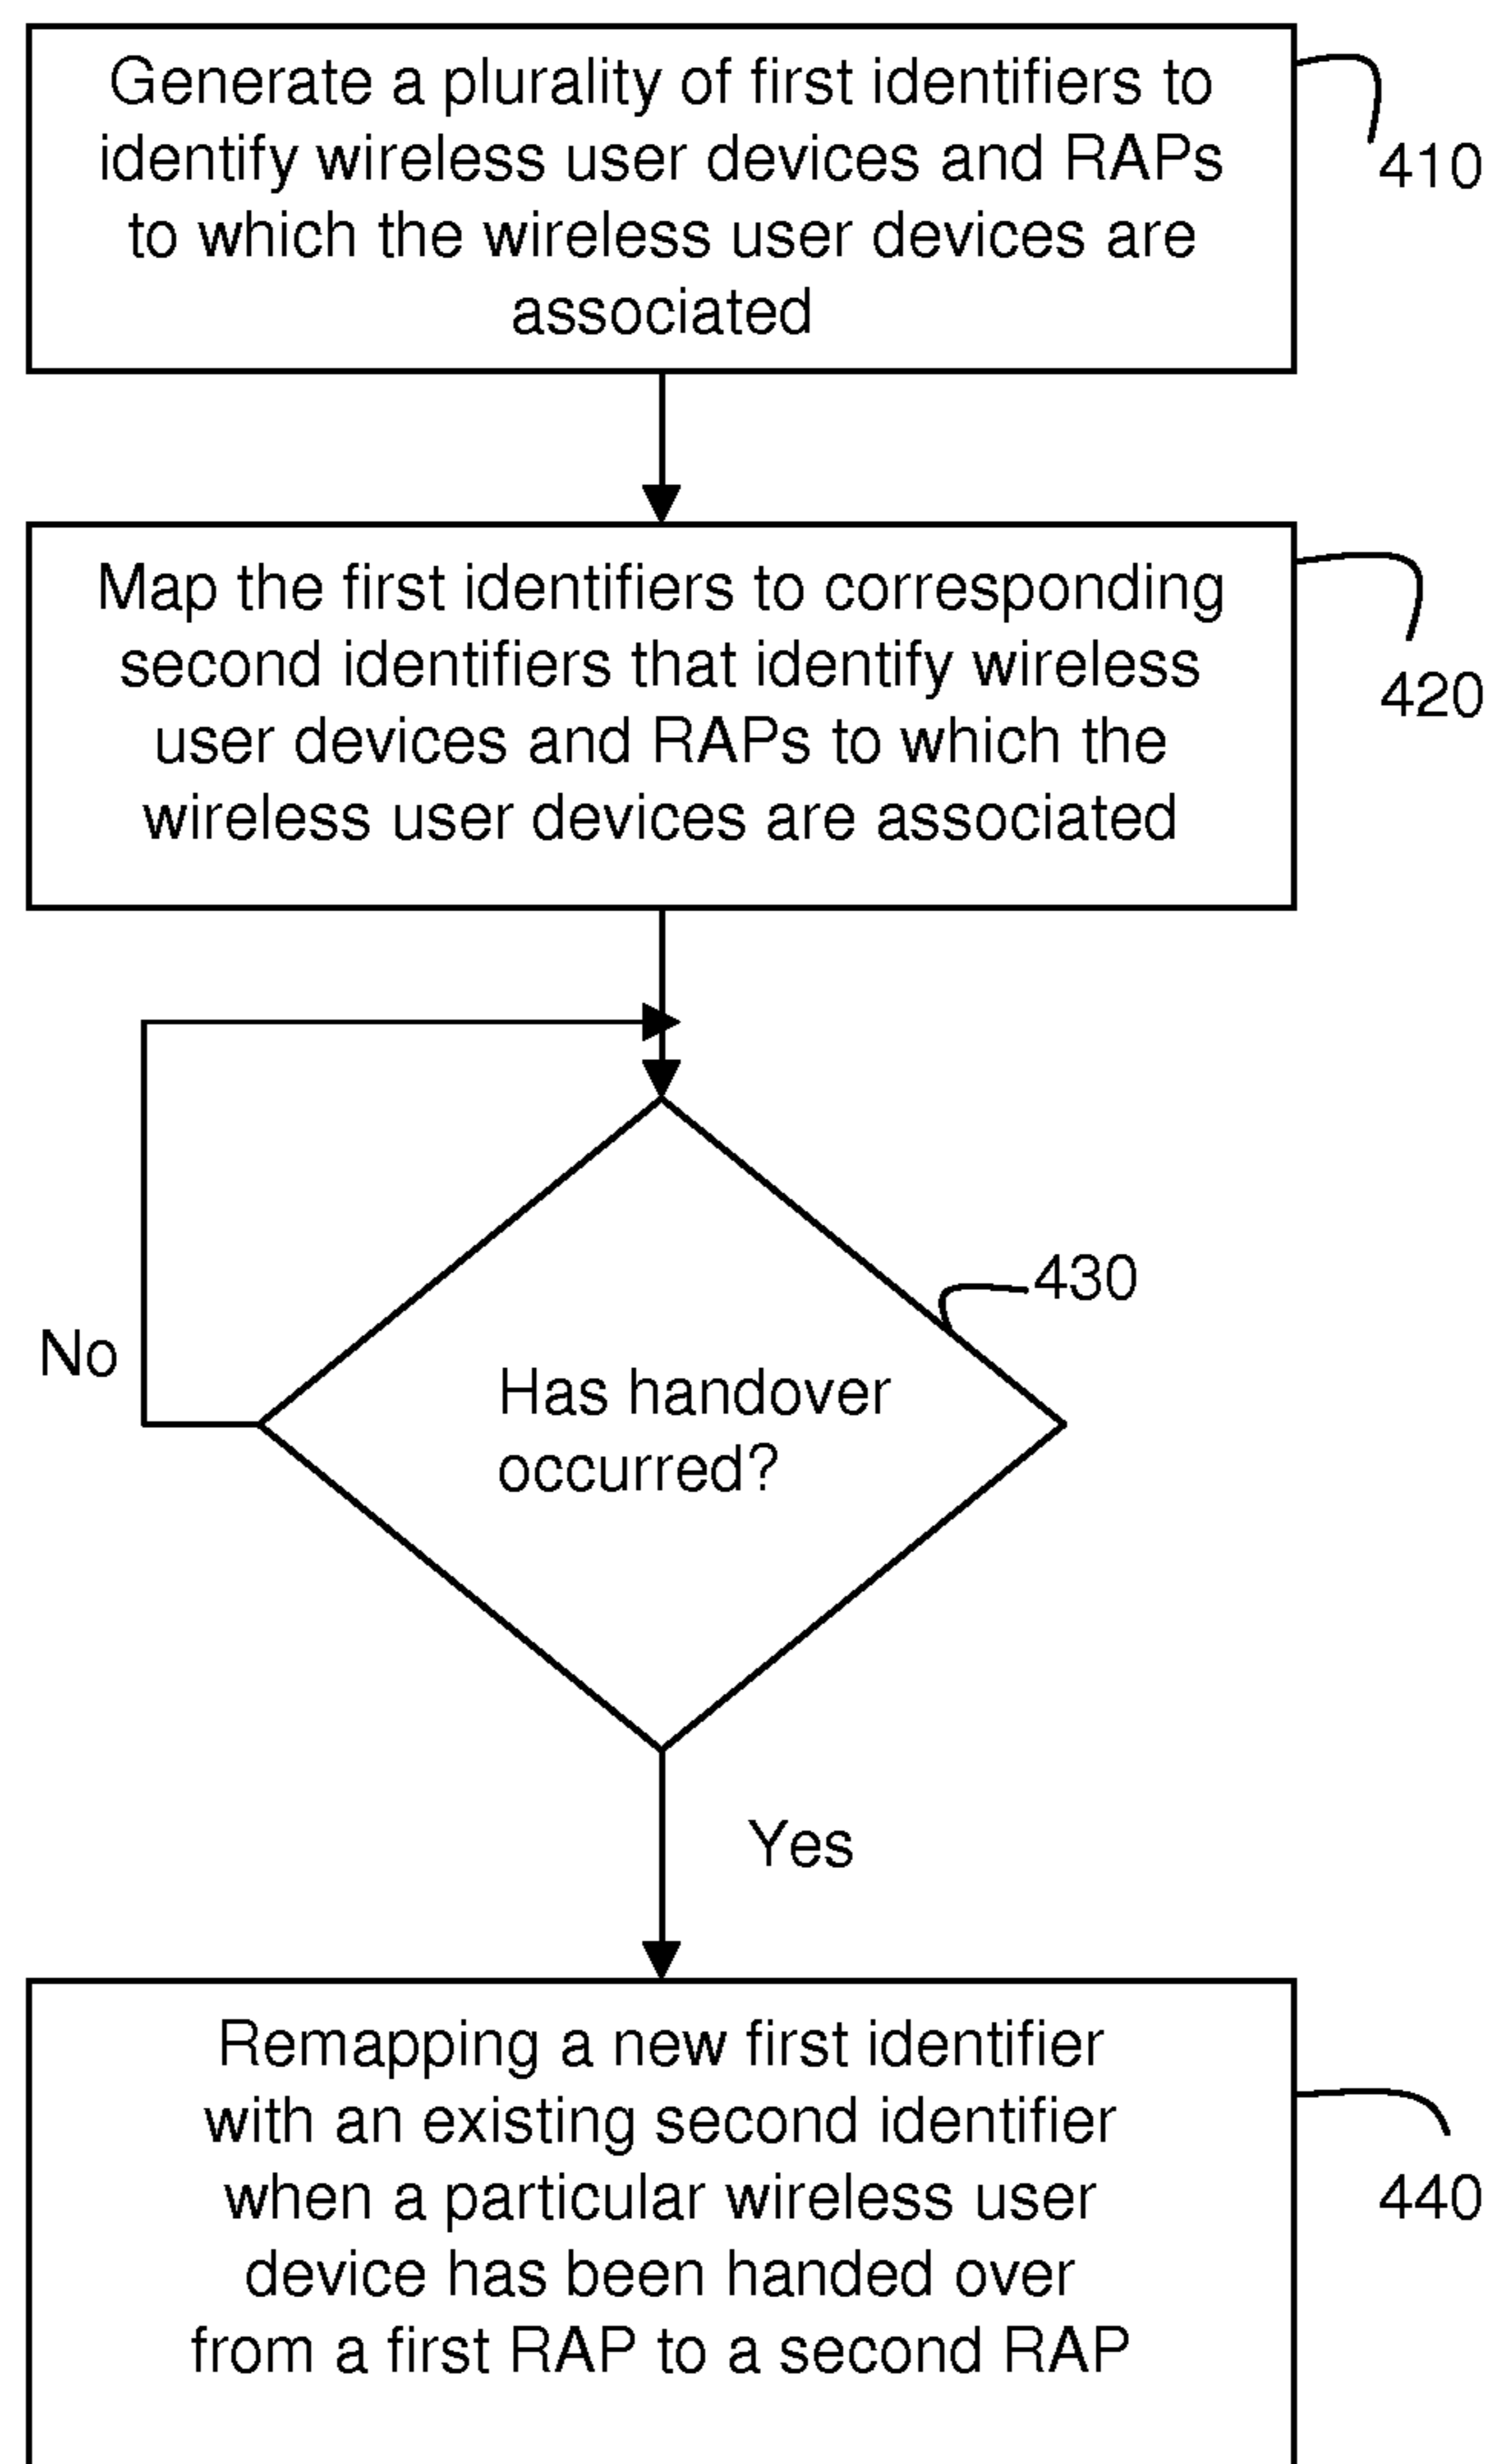 Generate a plurality of first identifiers to
identify wireless user devices and RAPs
to which the wireless user devices are
associated
410
Map the first identifiers to corresponding
second identifiers that identify wireless
user devices and RAPs to which the
wireless user devices are associated
420
430
No
Has handover
occurred?
Yes
Remapping a new first identifier
with an existing second identifier
when a particular wireless user
device has been handed over
from a first RAP to a second RAP
440